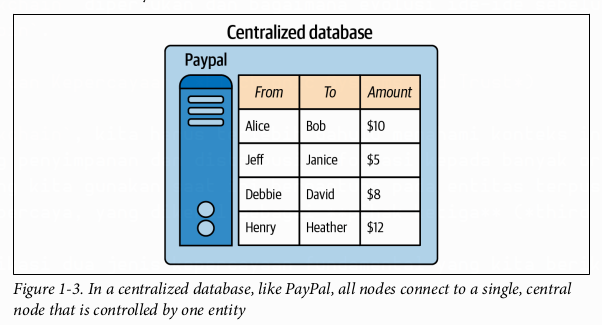 Centralized database
Paypal
From To Amount
Alice Bob $10
Jeff Janice $5
Debbie David $8
Henry Heather $12
Figure 1-3. In a centralized database, like PayPal, all nodes connect to a single, central
node that is controlled by one entity